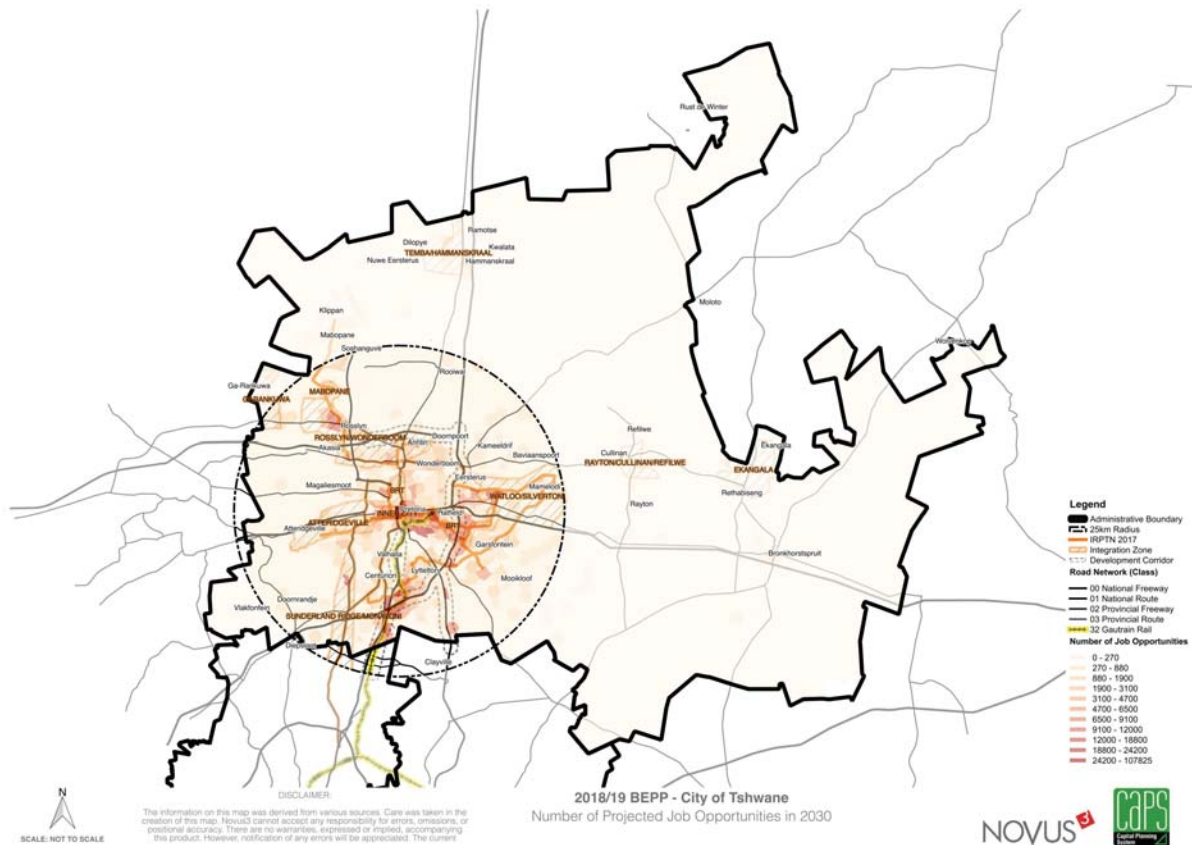 Rust de Winter
Ramotse
Dilopye
Kwalata
TEMBA/HAMMANSKRAAL
Nuwe Eersterus
Hammanskraal
Moloto
Klippan
Mabopane
Soshanguve
Rooiwal
Ga-Rankuwa
MABOPANE
Rosslyn
ROSSLYN/WONDERBOOM
Doornpoort
Akasia
Kameeldrif
Refilwe
Ekangala
Cullinan
Baviaanspoort
Wonderboom
RAYTON/CULLINAN/REFILWE
EKANGALA
Eersterus
Magaliesmoot
BRT
Mamelodi
WATLOO/SILVERTON
Rethabiseng
Rayton
Pretoria
Hatfield
ATTERIDGEVILLE
Atteridgeville
BRT
Garsfontein
Valhalla
Bronkhorstspruit
Lyttelton
Centurion
Mooikloof
Doornrandje
Vlakfontein
Diepsloot
Clayville
Legend
Administrative Boundary
25km Radius
IRPTN 2017
Integration Zone
Development Corridor
Road Network (Class)
00 National Freeway
01 National Route
02 Provincial Freeway
03 Provincial Route
32 Gautrain Rail
Number of Job Opportunities
0 - 270
270 - 880
880 - 1900
1900 - 3100
3100 - 4700
4700 - 6500
6500 - 9100
9100 - 12000
12000 - 18800
18800 - 24200
24200 - 107825
N
SCALE: NOT TO SCALE
DISCLAIMER:
The information on this map was derived from various sources. Care was taken in the
creation of this map. Novus3 cannot accept any responsibility for errors, omissions, or
positional accuracy. There are no warranties, expressed or implied, accompanying
this product. However, notification of any errors will be appreciated. The current
2018/19 BEPP - City of Tshwane
Number of Projected Job Opportunities in 2030
NOVUS3
CAPS
Capital Planning
System